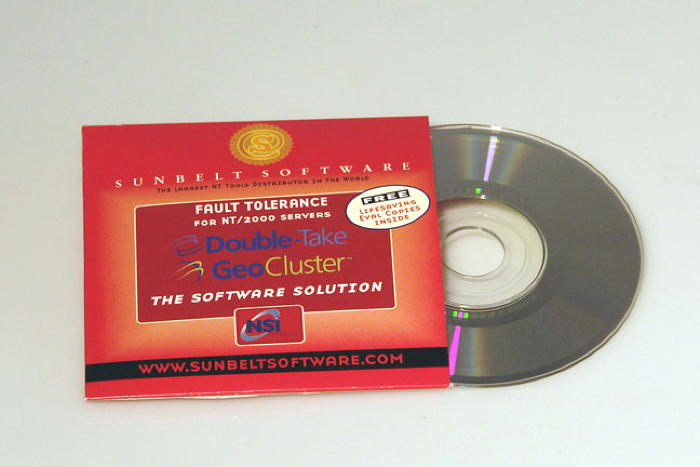 S
SUNBELT SOFTWARE
THE LARGEST NT TOOLS DISTRIBUTOR IN THE WORLD
FAULT TOLERANCE
FOR NT/2000 SERVERS
FREE
LIFESAVING
EVAL COPIES
INSIDE
Double-Take
GeoCluster™
THE SOFTWARE SOLUTION
NSI
WWW.SUNBELTSOFTWARE.COM